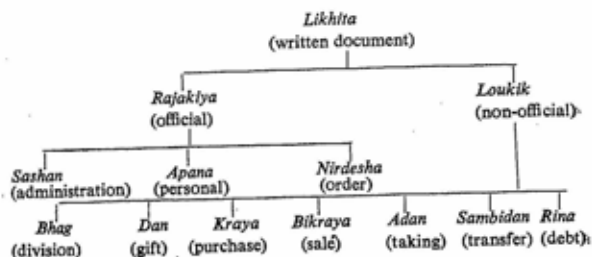 Likhita
(written document)
Rajakiya Loukik
(official) (non-official)
Sashan Apana Nirdesha
(administration) (personal) (order)
Bhag Dan Kraya Bikraya Adan Sambidan Rina
(division) (gift) (purchase) (sale) (taking) (transfer) (debt)